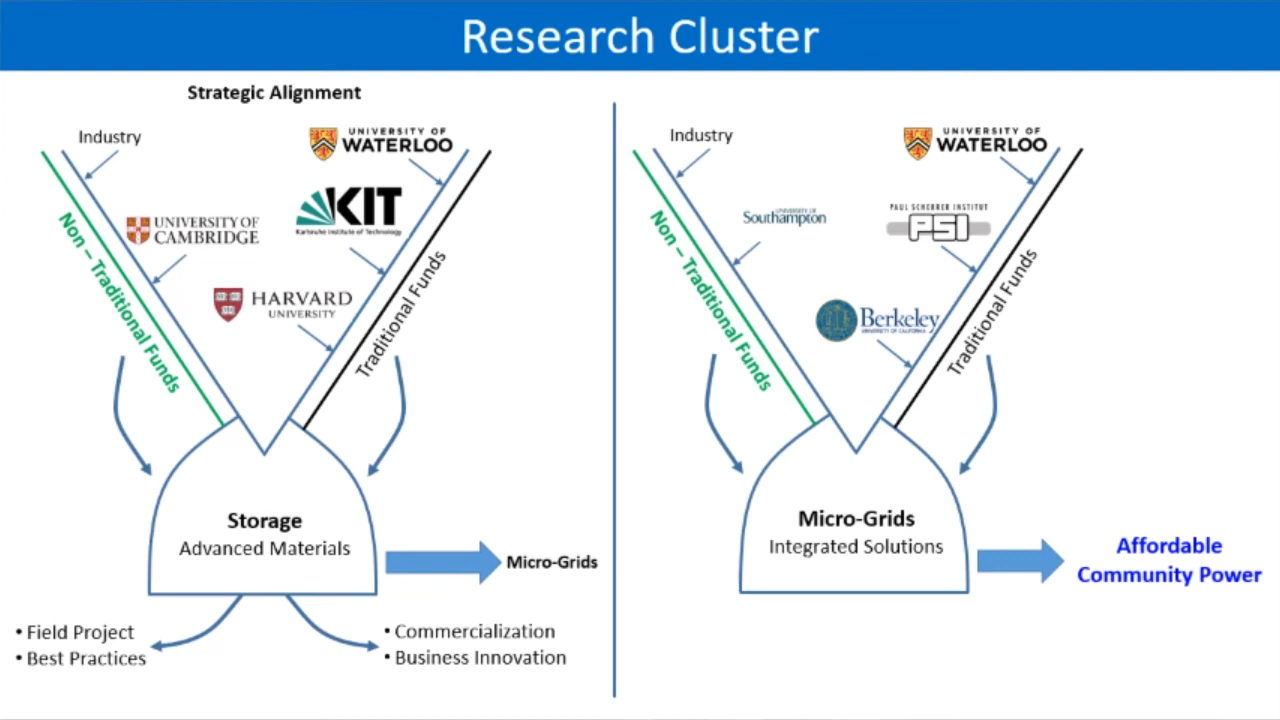 Research Cluster
Strategic Alignment
Industry
UNIVERSITY OF
WATERLOO
KIT
Karlsruhe Institute of Technology
UNIVERSITY OF
CAMBRIDGE
HARVARD
UNIVERSITY
Non – Traditional Funds
Traditional Funds
Storage
Advanced Materials
Micro-Grids
• Field Project
• Best Practices
• Commercialization
• Business Innovation
Industry
UNIVERSITY OF
WATERLOO
UNIVERSITY OF
Southampton
PAUL SCHERRER INSTITUT
PSI
Berkeley
UNIVERSITY OF CALIFORNIA
Non – Traditional Funds
Traditional Funds
Micro-Grids
Integrated Solutions
Affordable
Community Power